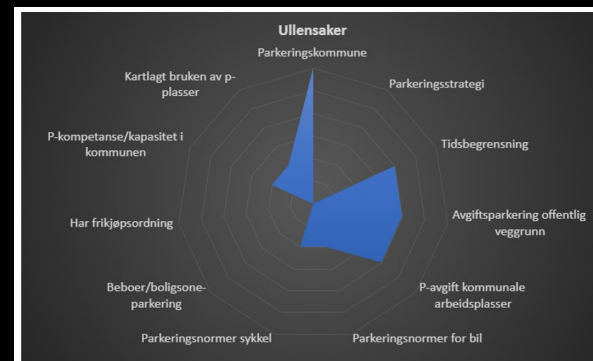 Ullensaker
Parkeringskommune
Kartlagt bruken av p-
plasser
Parkeringsstrategi
P-kompetanse/kapasitet i
kommunen
Tidsbegrensning
Har frikjøpsordning
Avgiftsparkering offentlig
veggrunn
Beboer/boligsone-
parkering
P-avgift kommunale
arbeidsplasser
Parkeringsnormer sykkel
Parkeringsnormer for bil